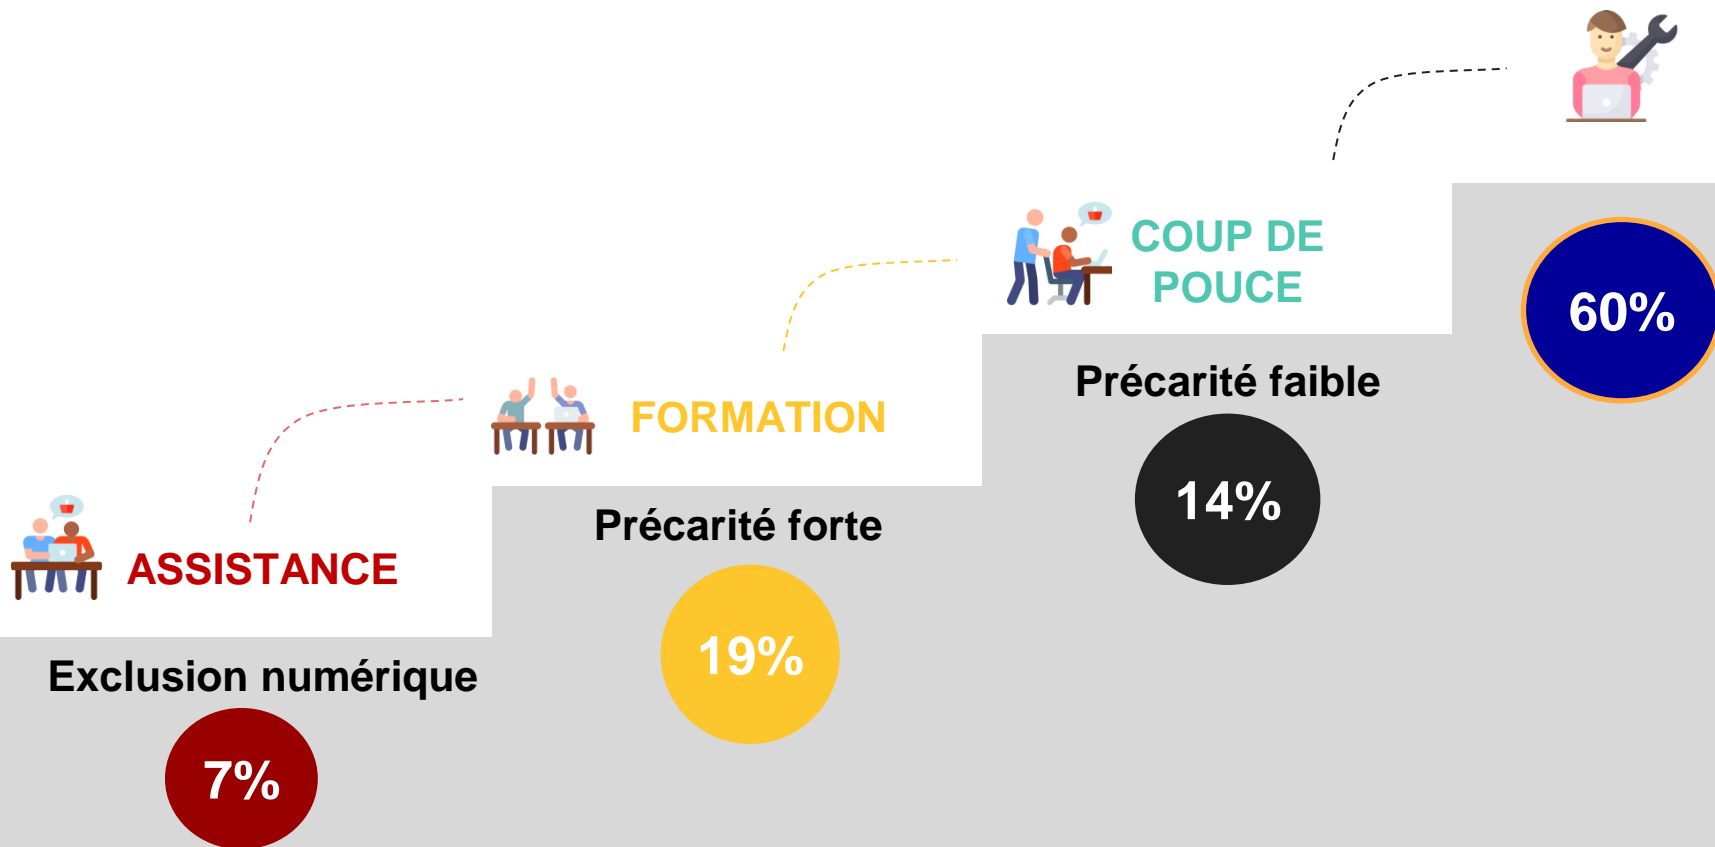 ASSISTANCE
Exclusion numérique
7%
FORMATION
Précarité forte
19%
COUP DE
POUCE
Précarité faible
14%
60%